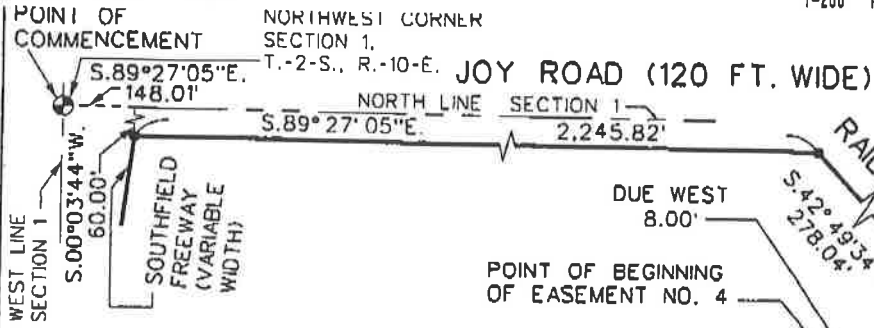 POINT OF
COMMENCEMENT
NORTHWEST CORNER
SECTION 1,
T.-2-S., R.-10-E.
JOY ROAD (120 FT. WIDE)
S.89°27'05"E.
148.01'
NORTH LINE SECTION 1
S.89°27'05"E. 2,245.82'
WEST LINE
SECTION 1
S.00°03'44"W.
60.00'
SOUTHFIELD
FREEWAY
(VARIABLE
WIDTH)
DUE WEST
8.00'
S.42°49'34
278.04'
POINT OF BEGINNING
OF EASEMENT NO. 4